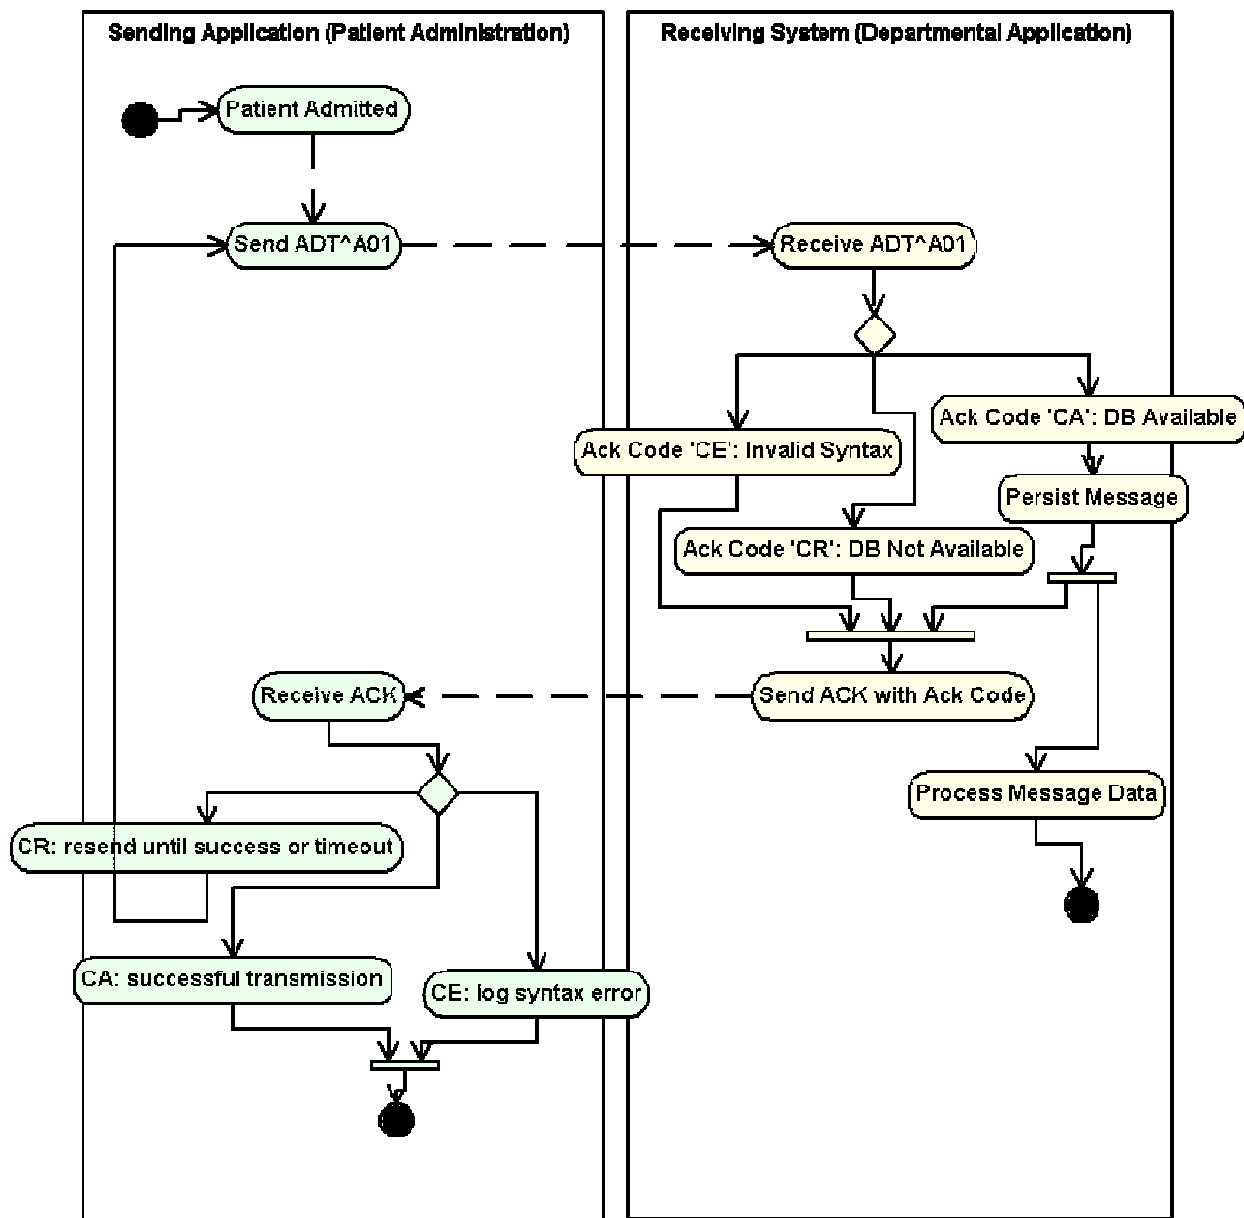 Sending Application (Patient Administration)
Receiving System (Departmental Application)
Patient Admitted
Send ADT^A01
Receive ADT^A01
Ack Code 'CA': DB Available
Ack Code 'CE': Invalid Syntax
Persist Message
Ack Code 'CR': DB Not Available
Receive ACK
Send ACK with Ack Code
Process Message Data
CR: resend until success or timeout
CA: successful transmission
CE: log syntax error